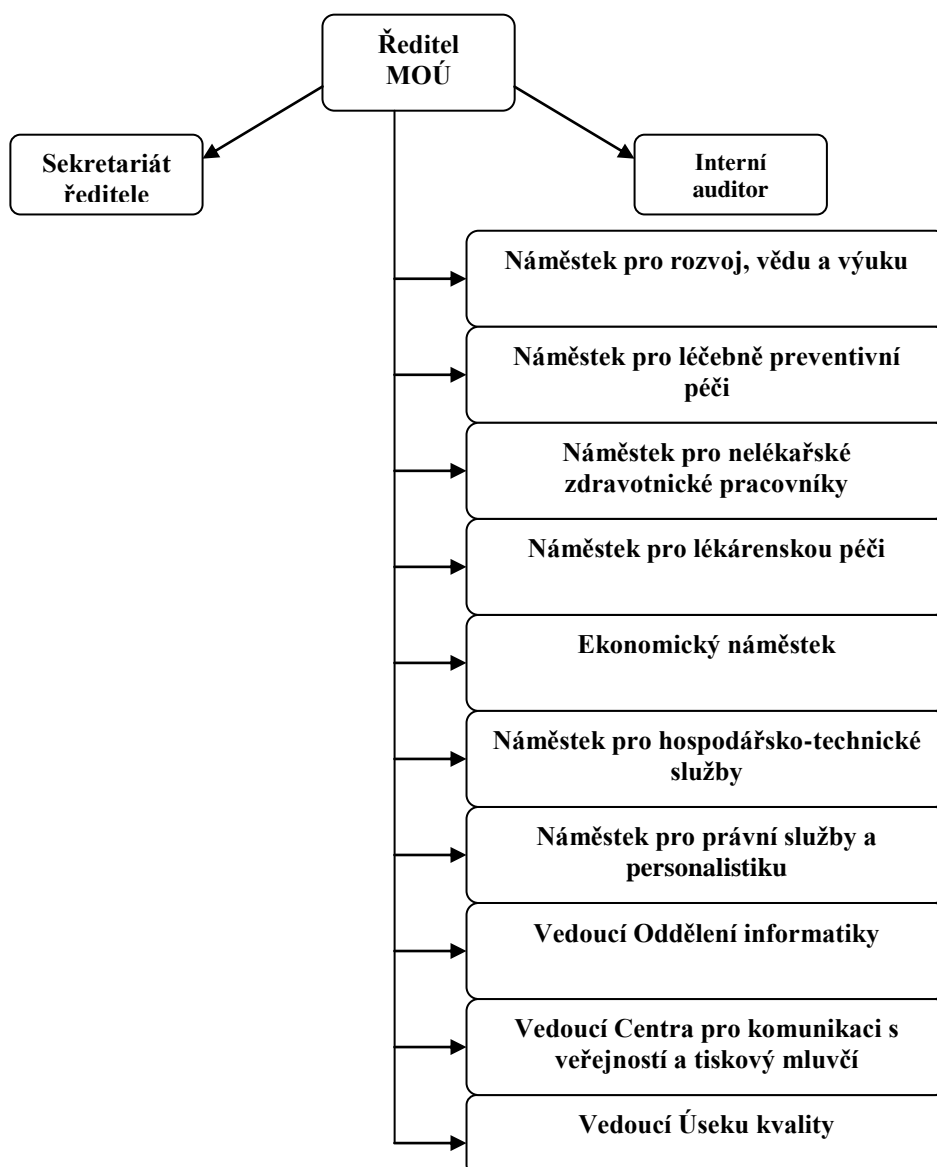 Ředitel
MOÚ
Sekretariát
ředitele
Interní
auditor
Náměstek pro rozvoj, vědu a výuku
Náměstek pro léčebně preventivní
péči
Náměstek pro nelékařské
zdravotnické pracovníky
Náměstek pro lékárenskou péči
Ekonomický náměstek
Náměstek pro hospodářsko-technické
služby
Náměstek pro právní služby a
personalistiku
Vedoucí Oddělení informatiky
Vedoucí Centra pro komunikaci s
veřejností a tiskový mluvčí
Vedoucí Úseku kvality